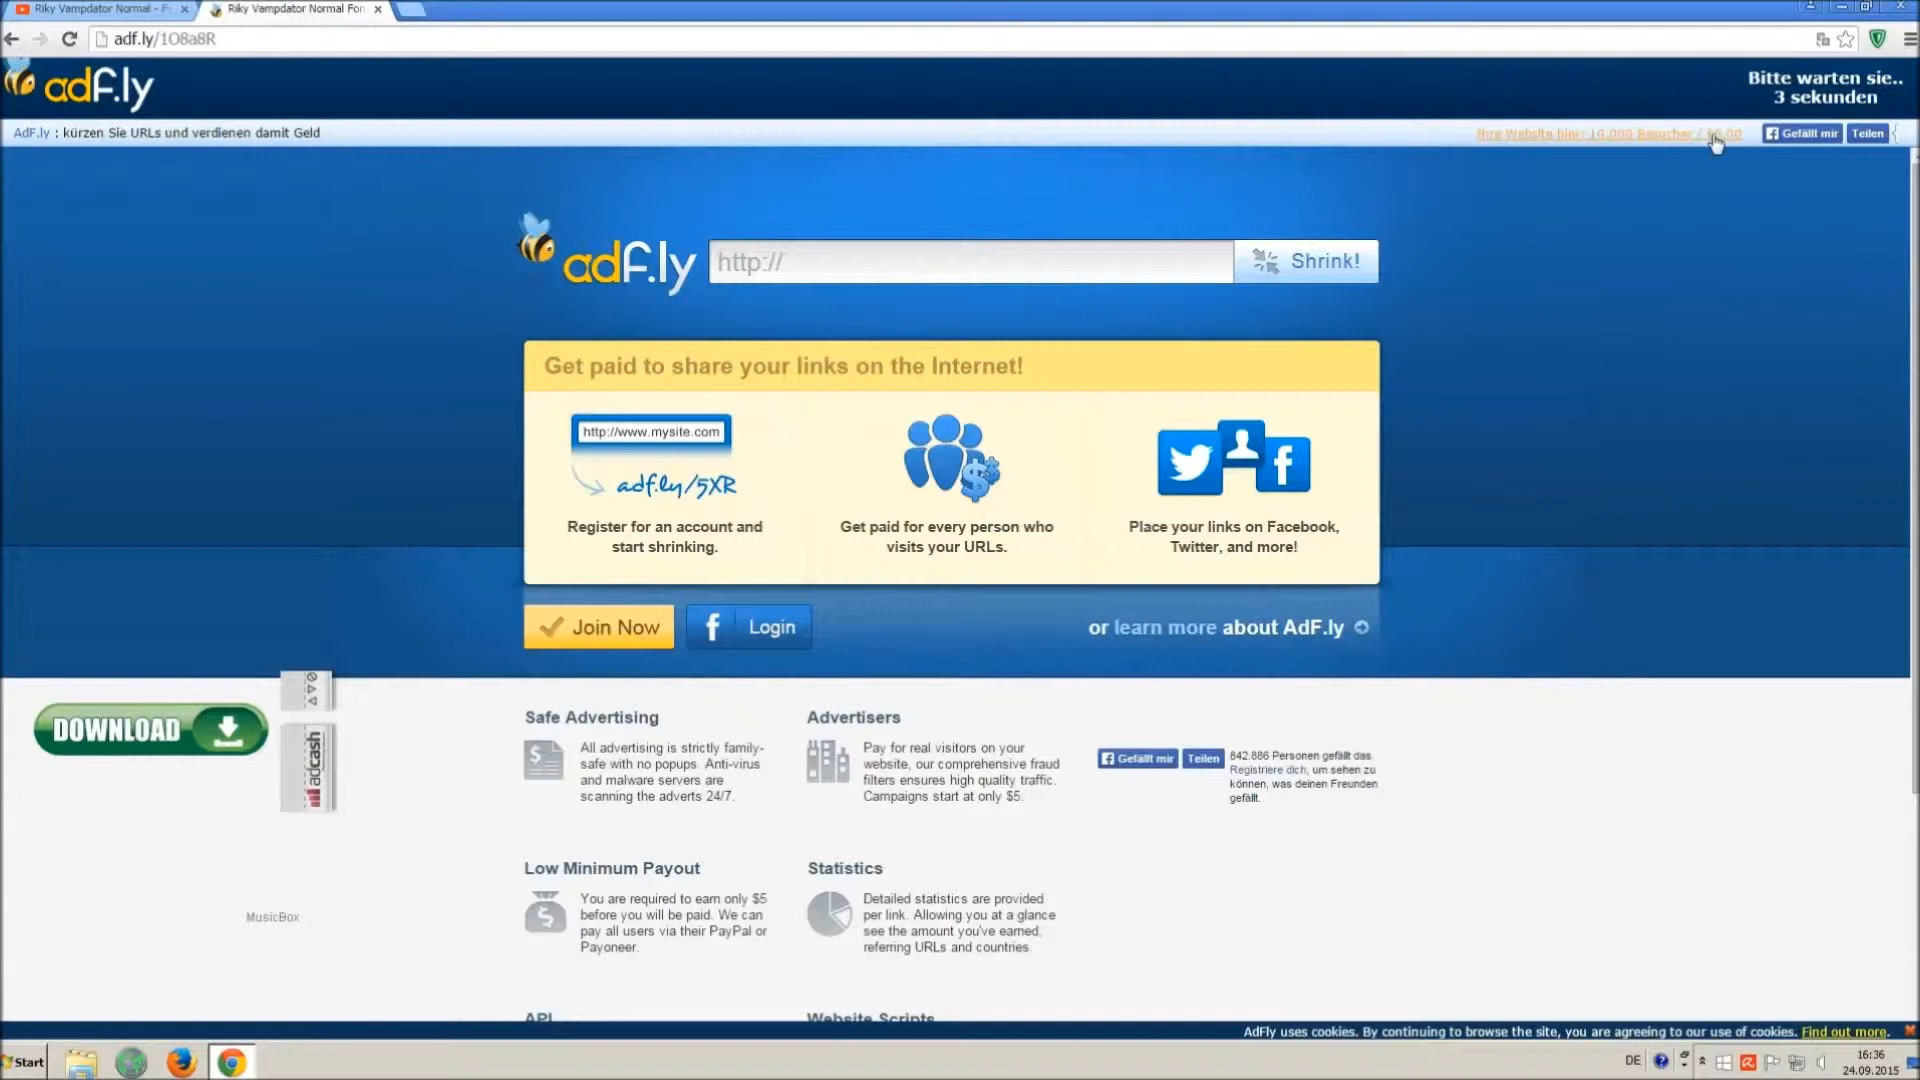 Riky Vampdator Normal - F
Riky Vampdator Normal Fon
adf.ly/1O8a8R
adf.ly
Bitte warten sie..
3 sekunden
AdF.ly : kürzen Sie URLs und verdienen damit Geld
Ihre Website hier: 10.000 Besucher /
Gefällt mir
Teilen
adf.ly
http://
Shrink!
Get paid to share your links on the Internet!
http://www.mysite.com
adf.ly/5XR
Register for an account and
start shrinking.
Get paid for every person who
visits your URLs.
Place your links on Facebook,
Twitter, and more!
Join Now
Login
or learn more about AdF.ly
DOWNLOAD
adcash
Safe Advertising
All advertising is strictly family-
safe with no popups. Anti-virus
and malware servers are
scanning the adverts 24/7.
Advertisers
Pay for real visitors on your
website, our comprehensive fraud
filters ensures high quality traffic.
Campaigns start at only $5.
Gefällt mir
Teilen
842.886 Personen gefällt das.
Registriere dich, um sehen zu
können, was deinen Freunden
gefällt.
Low Minimum Payout
You are required to earn only $5
before you will be paid. We can
pay all users via their PayPal or
Payoneer.
Statistics
Detailed statistics are provided
per link. Allowing you at a glance
see the amount you've earned,
referring URLs and countries.
MusicBox
API
Website Scripts
AdFly uses cookies. By continuing to browse the site, you are agreeing to our use of cookies. Find out more.
Start
DE
16:36
24.09.2015